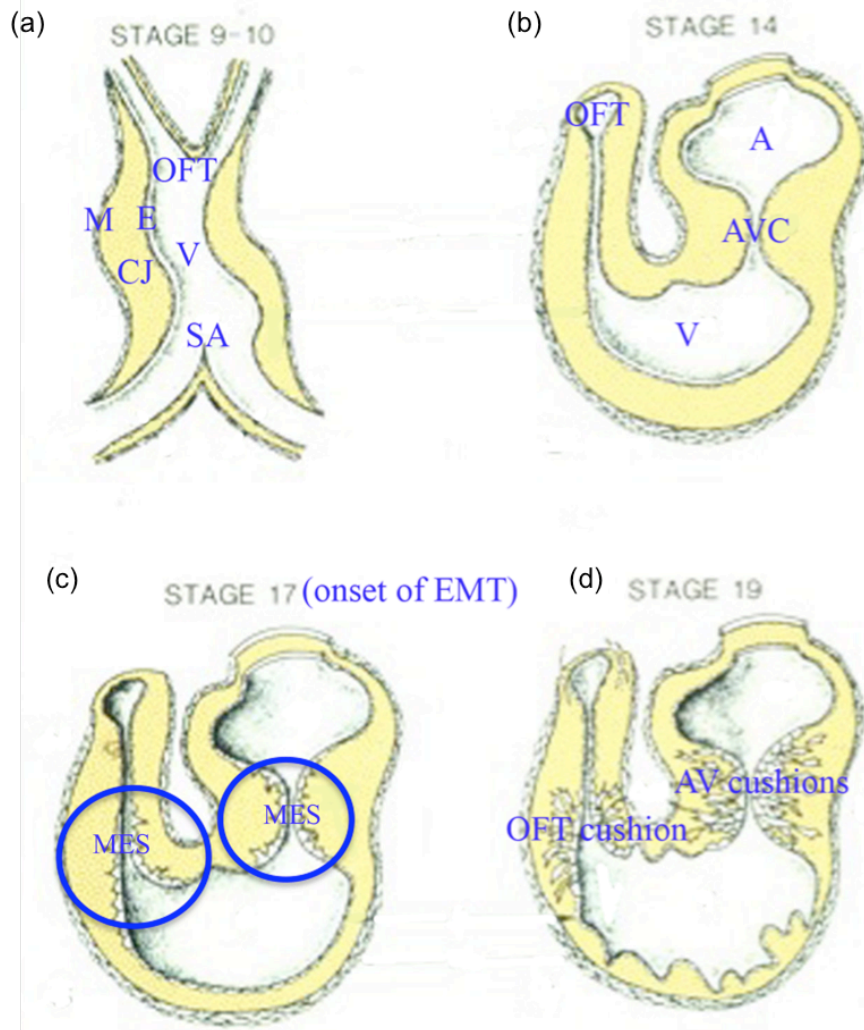 (a)
STAGE 9-10
OFT
M E
CJ
V
SA
(b)
STAGE 14
OFT
A
AVC
V
(c)
STAGE 17 (onset of EMT)
MES
MES
(d)
STAGE 19
AV cushions
OFT cushion